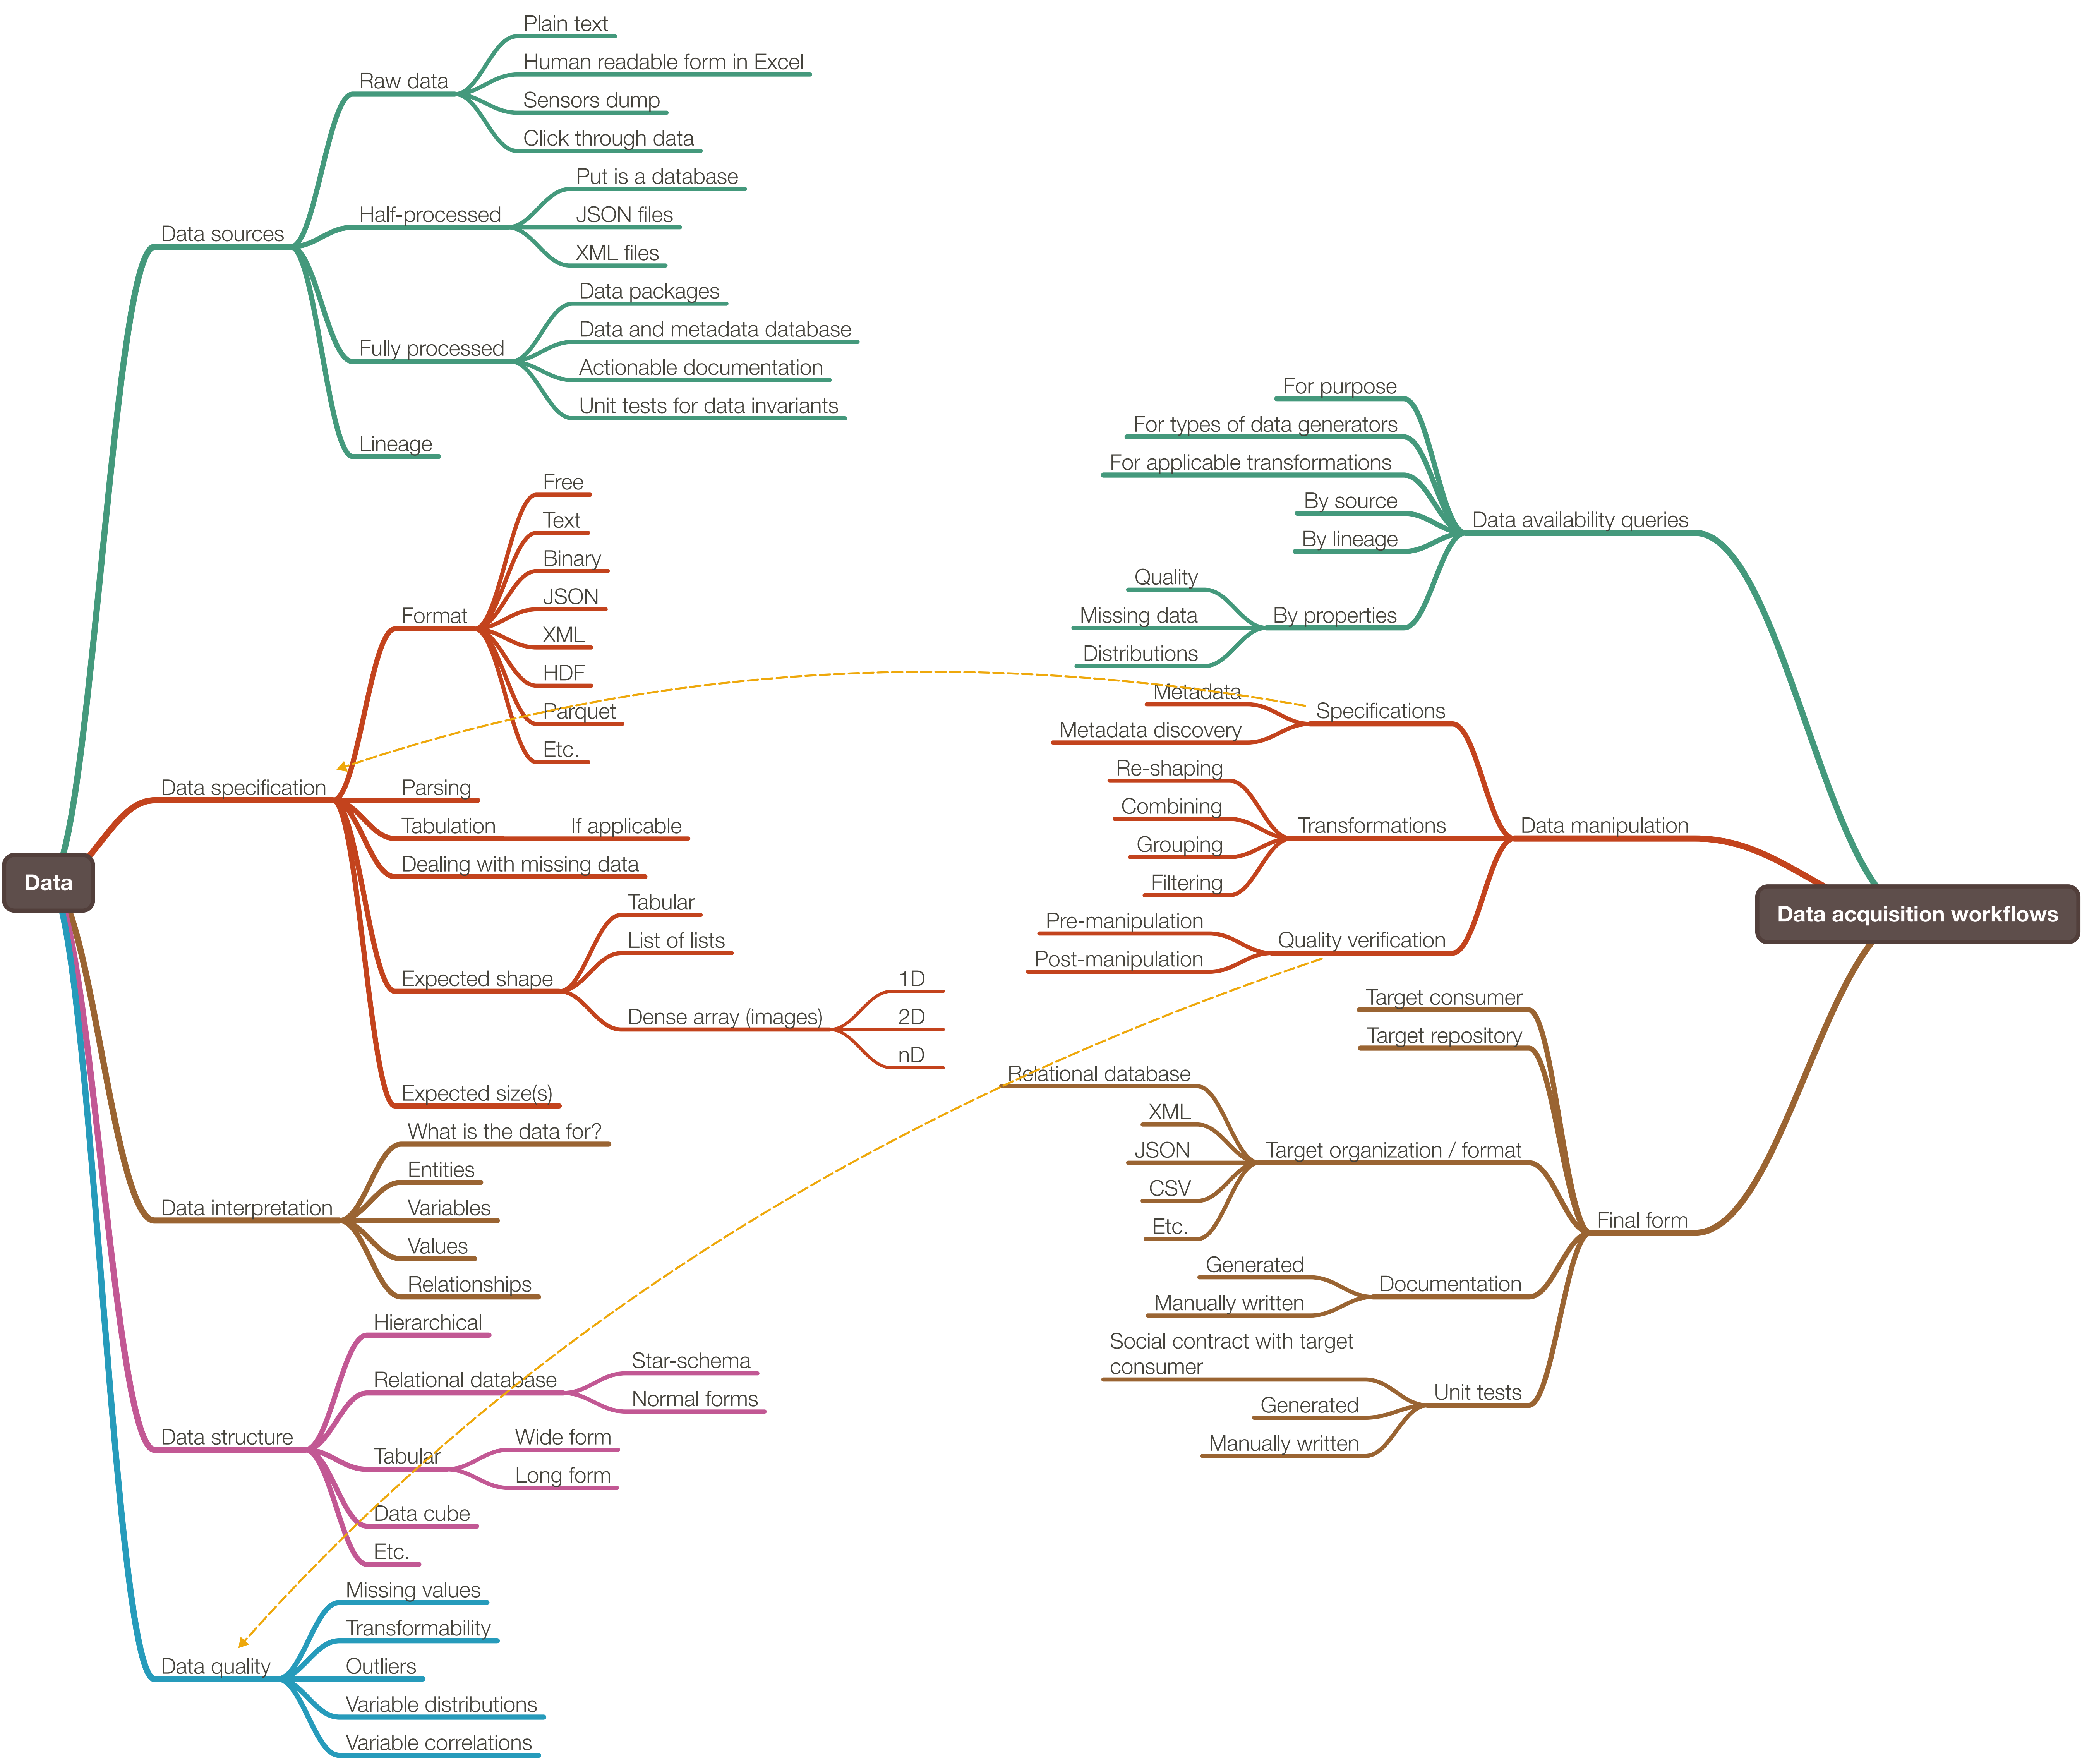 Data
Data sources
Raw data
Plain text
Human readable form in Excel
Sensors dump
Click through data
Half-processed
Put is a database
JSON files
XML files
Fully processed
Data packages
Data and metadata database
Actionable documentation
Unit tests for data invariants
Lineage
Data specification
Format
Free
Text
Binary
JSON
XML
HDF
Parquet
Etc.
Parsing
Tabulation
If applicable
Dealing with missing data
Expected shape
Tabular
List of lists
Dense array (images)
1D
2D
nD
Expected size(s)
Data interpretation
What is the data for?
Entities
Variables
Values
Relationships
Data structure
Hierarchical
Relational database
Star-schema
Normal forms
Tabular
Wide form
Long form
Data cube
Etc.
Data quality
Missing values
Transformability
Outliers
Variable distributions
Variable correlations
Data acquisition workflows
Data availability queries
For purpose
For types of data generators
For applicable transformations
By source
By lineage
By properties
Quality
Missing data
Distributions
Data manipulation
Specifications
Metadata
Metadata discovery
Transformations
Re-shaping
Combining
Grouping
Filtering
Quality verification
Pre-manipulation
Post-manipulation
Final form
Target consumer
Target repository
Target organization / format
Relational database
XML
JSON
CSV
Etc.
Documentation
Generated
Manually written
Unit tests
Social contract with target
consumer
Generated
Manually written